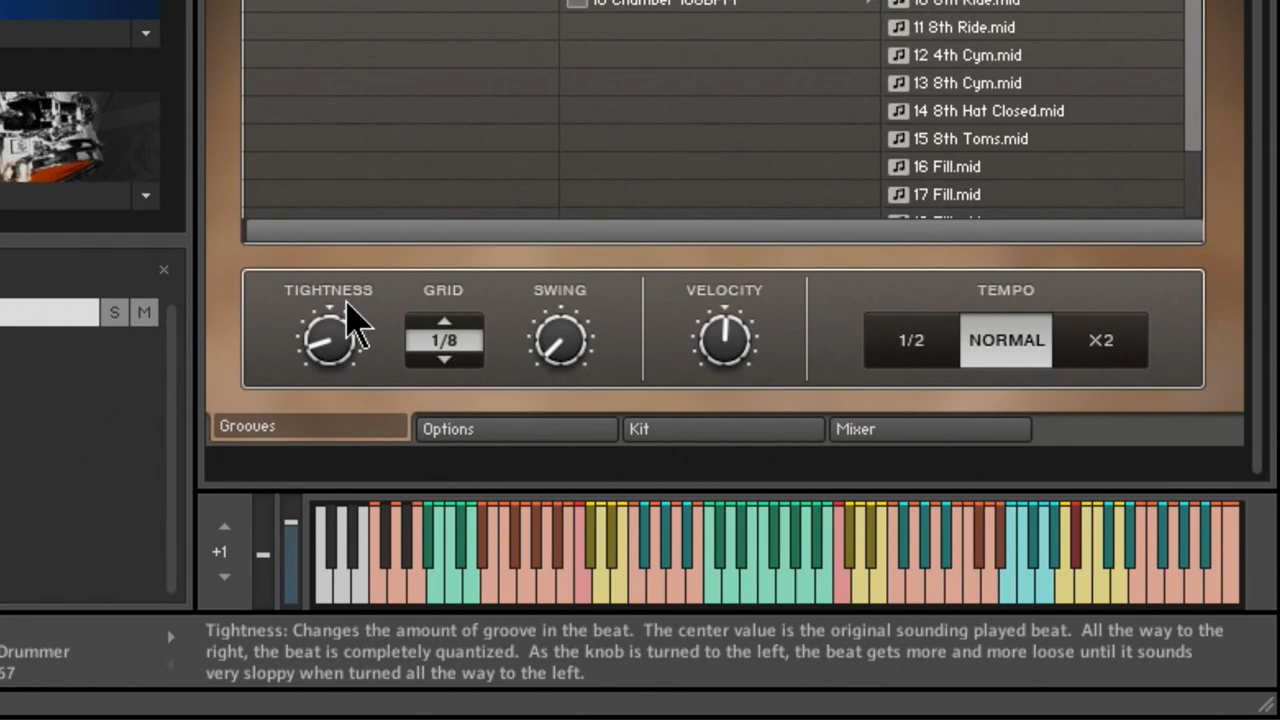 11 8th Ride.mid
12 4th Cym.mid
13 8th Cym.mid
14 8th Hat Closed.mid
15 8th Toms.mid
16 Fill.mid
17 Fill.mid
TIGHTNESS GRID SWING VELOCITY TEMPO
1/8 1/2 NORMAL X2
S M
Grooves Options Kit Mixer
+1
Tightness: Changes the amount of groove in the beat. The center value is the original sounding played beat. All the way to the
Drummer right, the beat is completely quantized. As the knob is turned to the left, the beat gets more and more loose until it sounds
67 very sloppy when turned all the way to the left.